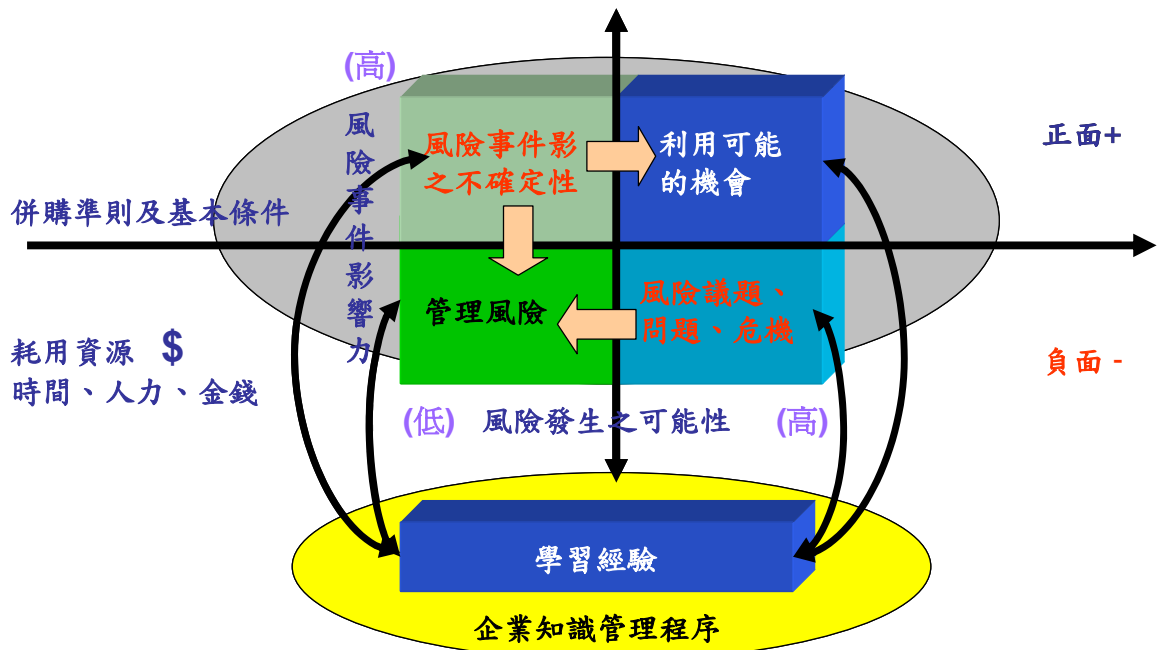 (高)
風險事件影響力
風險事件影
之不確定性
利用可能
的機會
正面+
併購準則及基本條件
管理風險
風險議題、
問題、危機
耗用資源 $
時間、人力、金錢
負面 -
(低) 風險發生之可能性 (高)
學習經驗
企業知識管理程序